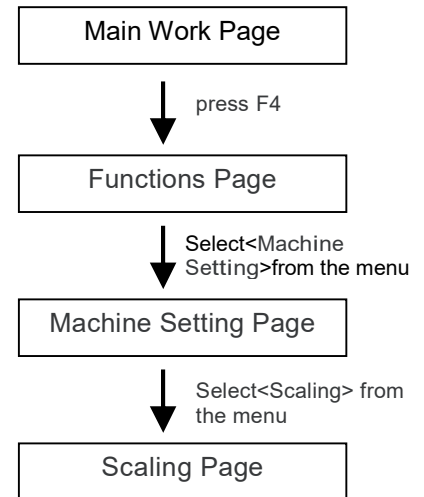 Main Work Page
press F4
Functions Page
Select<Machine
Setting>from the menu
Machine Setting Page
Select<Scaling> from
the menu
Scaling Page